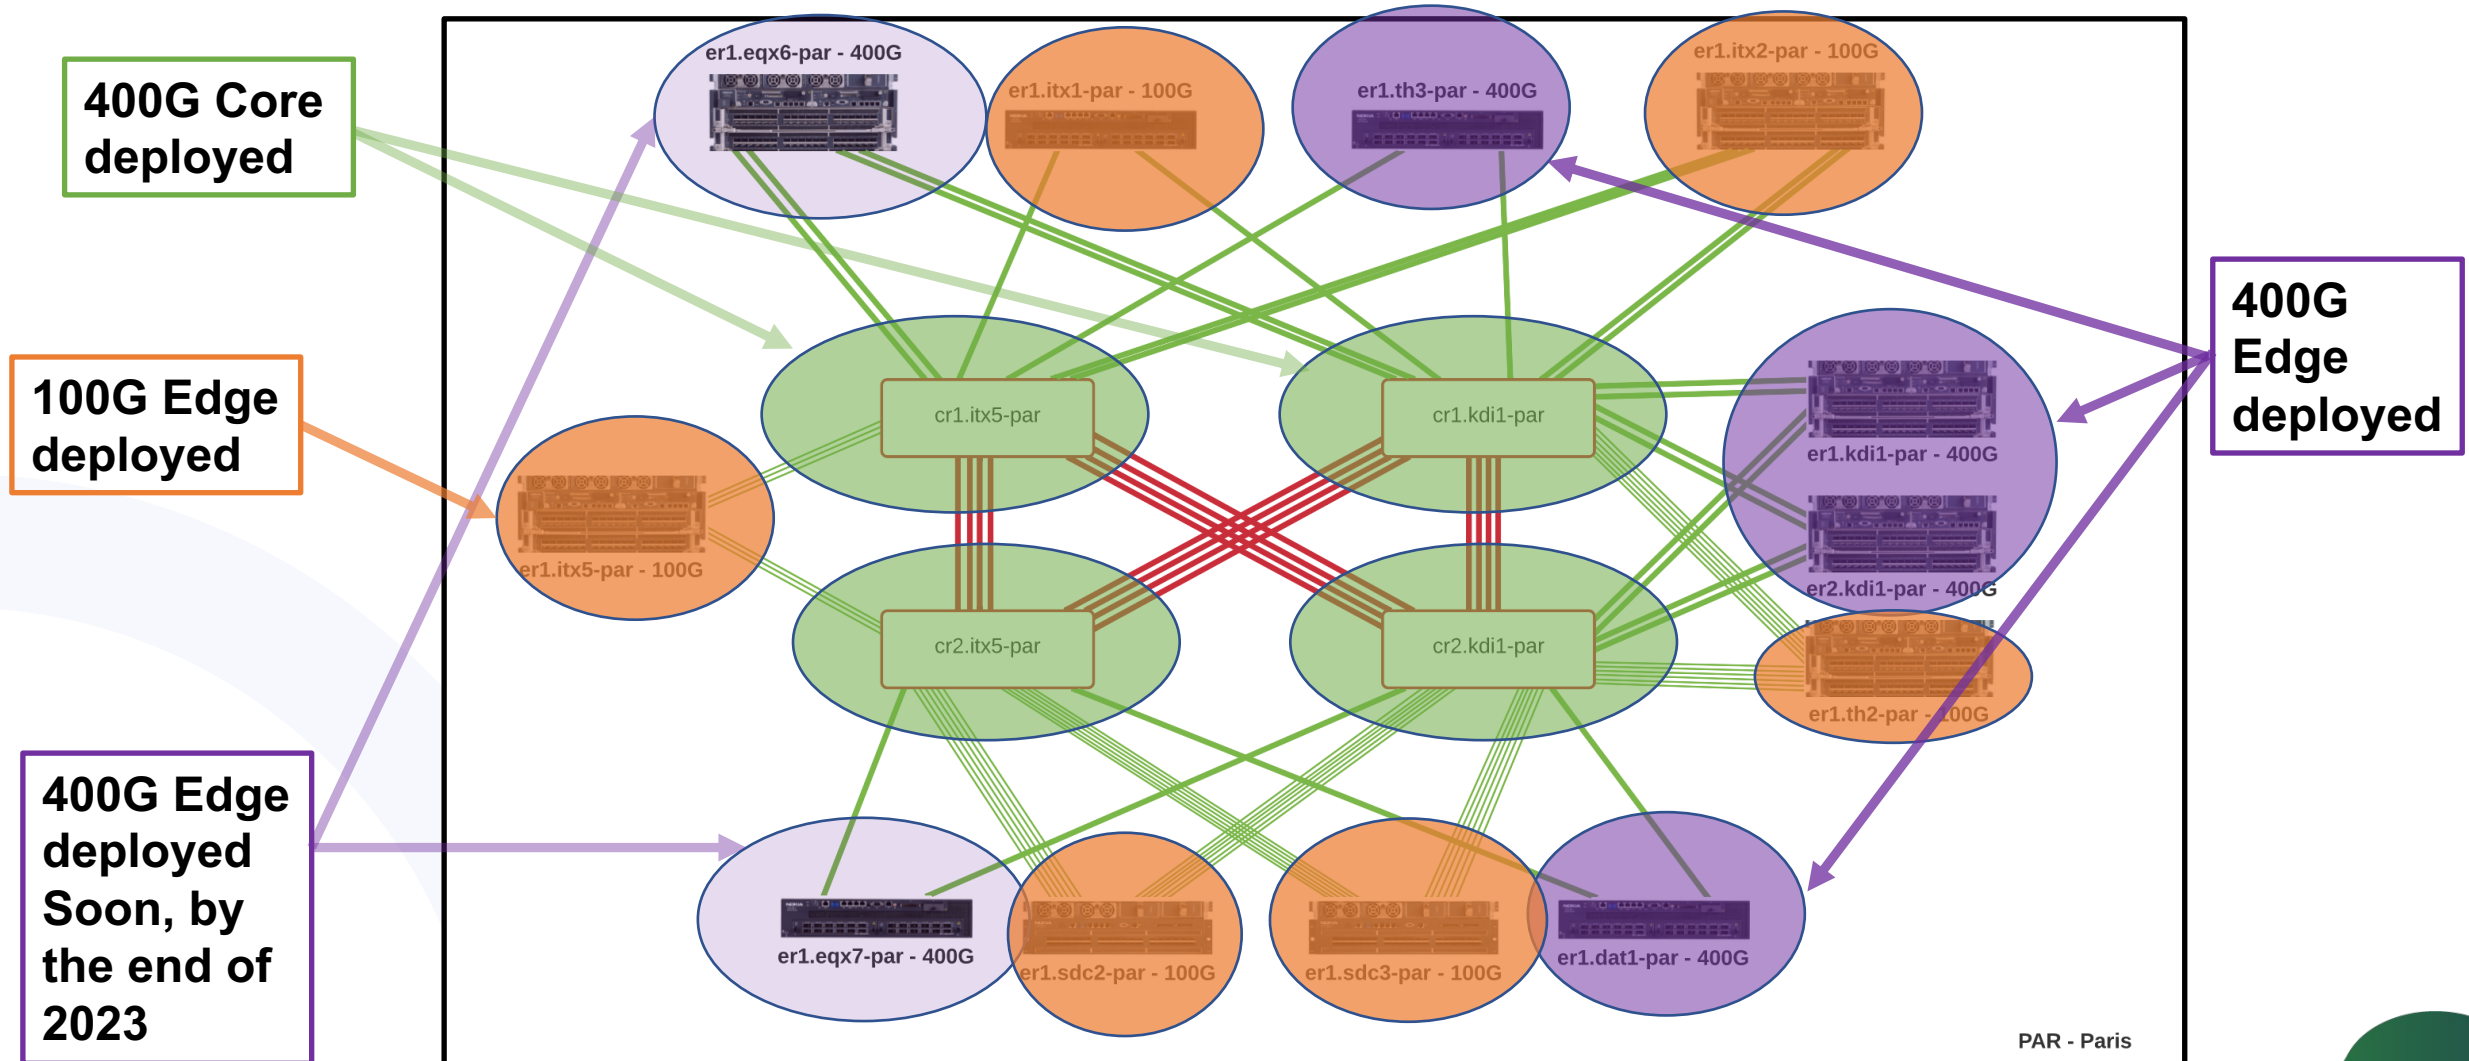 er1.eqx6-par - 400G
er1.itx1-par - 100G
er1.th3-par - 400G
er1.itx2-par - 100G
400G Core
deployed
400G
Edge
deployed
100G Edge
deployed
cr1.itx5-par
cr1.kdi1-par
er1.kdi1-par - 400G
er1.itx5-par - 100G
er2.kdi1-par - 400G
cr2.itx5-par
cr2.kdi1-par
er1.th2-par - 100G
400G Edge
deployed
Soon, by
the end of
2023
er1.eqx7-par - 400G
er1.sdc2-par - 100G
er1.sdc3-par - 100G
er1.dat1-par - 400G
PAR - Paris